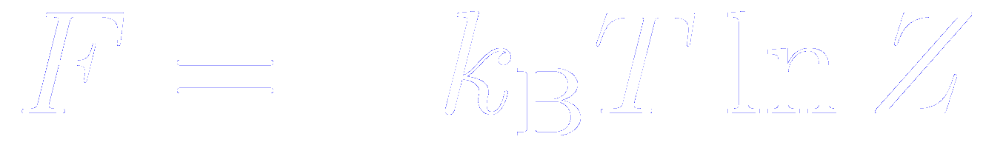 F = k_B T ln Z